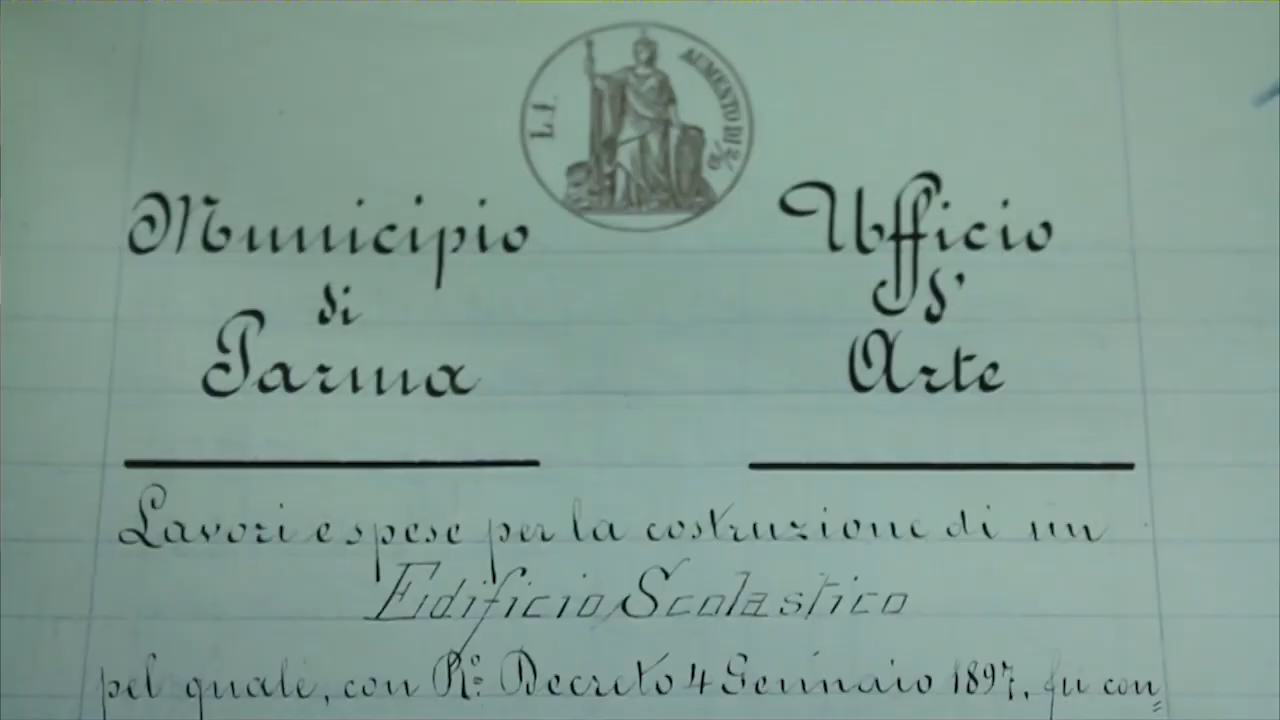 L. 1.
AUMENTO DI 2/10
Municipio
di
Parma
Ufficio
d'
Arte
Lavori e spese per la costruzione di un
Edificio Scolastico
pel quale, con R.º Decreto 4 Gennaio 1897, fu con=